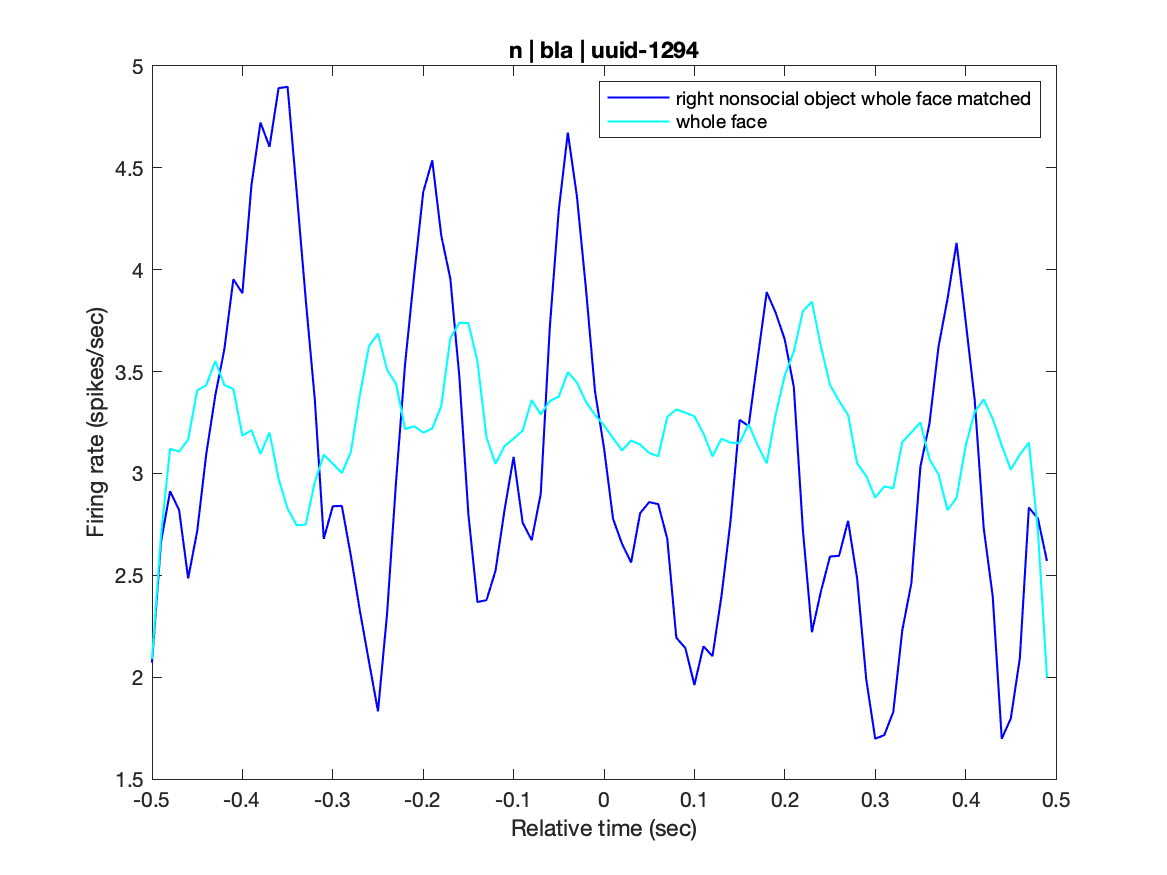 n | bla | uuid-1294
right nonsocial object whole face matched
whole face
Firing rate (spikes/sec)
5
4.5
4
3.5
3
2.5
2
1.5
-0.5 -0.4 -0.3 -0.2 -0.1 0 0.1 0.2 0.3 0.4 0.5
Relative time (sec)